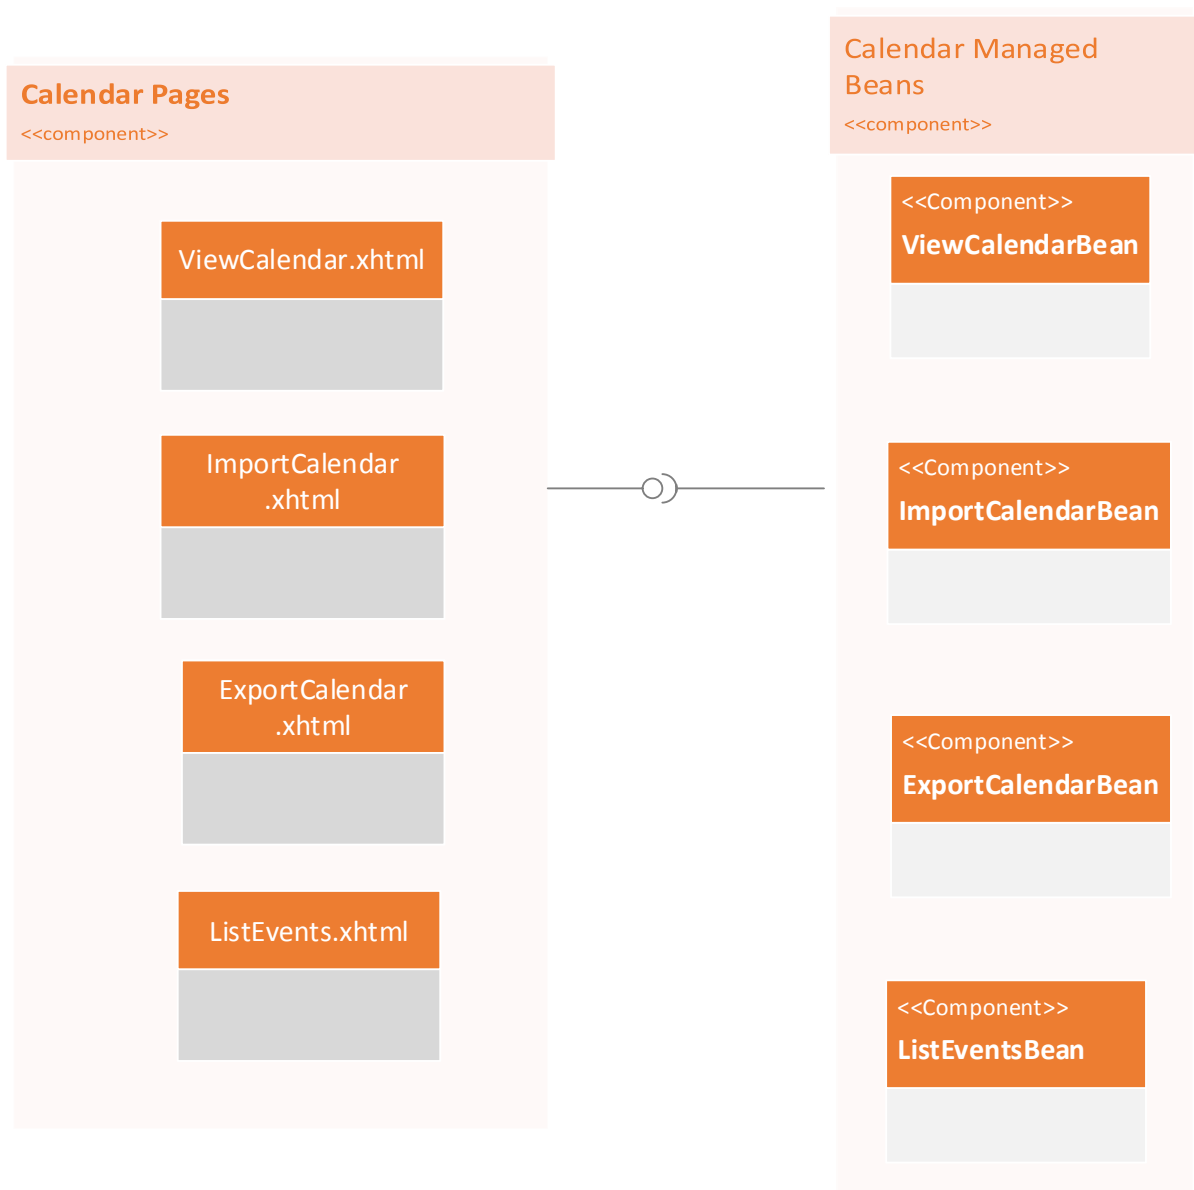 Calendar Pages
<<component>>
ViewCalendar.xhtml
ImportCalendar
.xhtml
ExportCalendar
.xhtml
ListEvents.xhtml
Calendar Managed
Beans
<<component>>
<<Component>>
ViewCalendarBean
<<Component>>
ImportCalendarBean
<<Component>>
ExportCalendarBean
<<Component>>
ListEventsBean